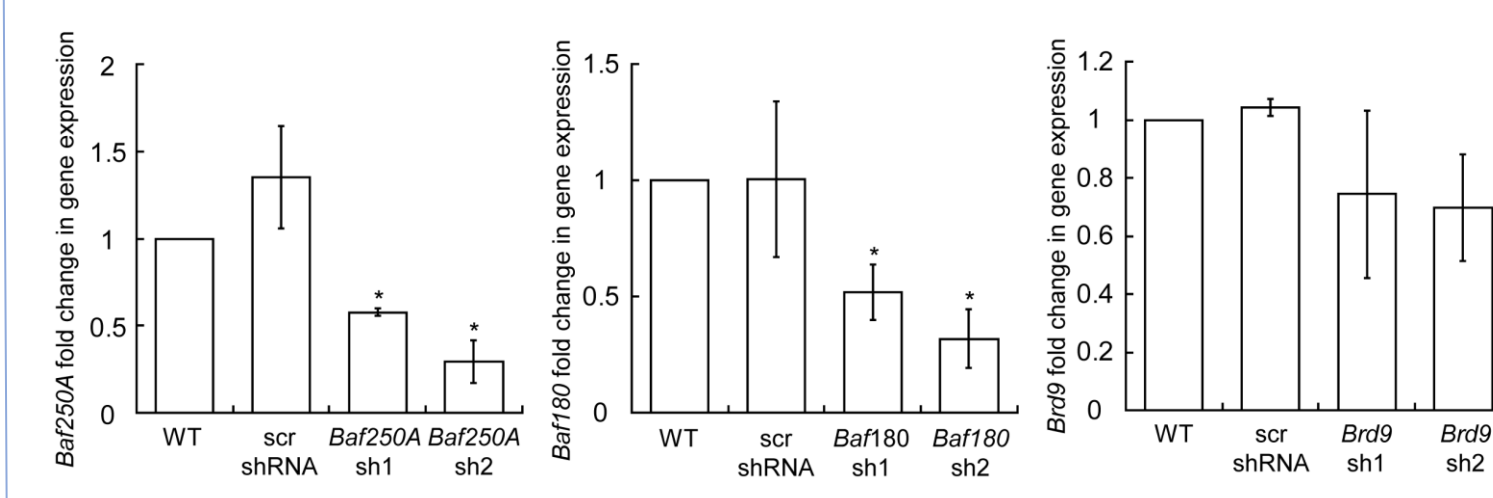 Baf250A fold change in gene expression
2
1.5
1
0.5
0
*
*
WT
scr
shRNA
Baf250A
sh1
Baf250A
sh2
Baf180 fold change in gene expression
1.5
1
0.5
0
*
*
WT
scr
shRNA
Baf180
sh1
Baf180
sh2
Brd9 fold change in gene expression
1.2
1
0.8
0.6
0.4
0.2
0
WT
scr
shRNA
Brd9
sh1
Brd9
sh2